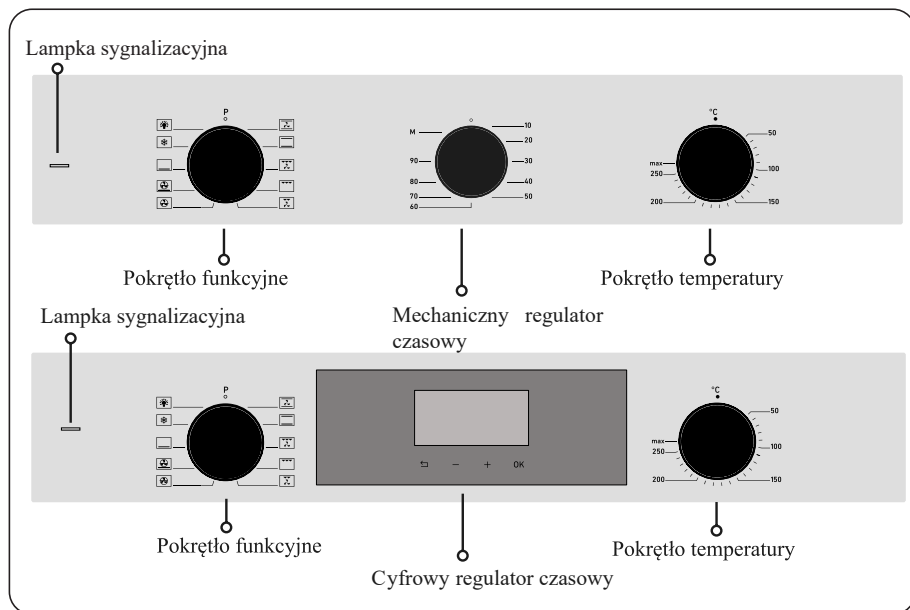 Lampka sygnalizacyjna
P
M
10
20
90
30
80
40
70
50
60
°C
50
max
100
250
200
150
Pokrętło funkcyjne
Pokrętło temperatury
Mechaniczny regulator
czasowy
Lampka sygnalizacyjna
P
°C
50
max
100
250
200
150
- + OK
Pokrętło funkcyjne
Pokrętło temperatury
Cyfrowy regulator czasowy